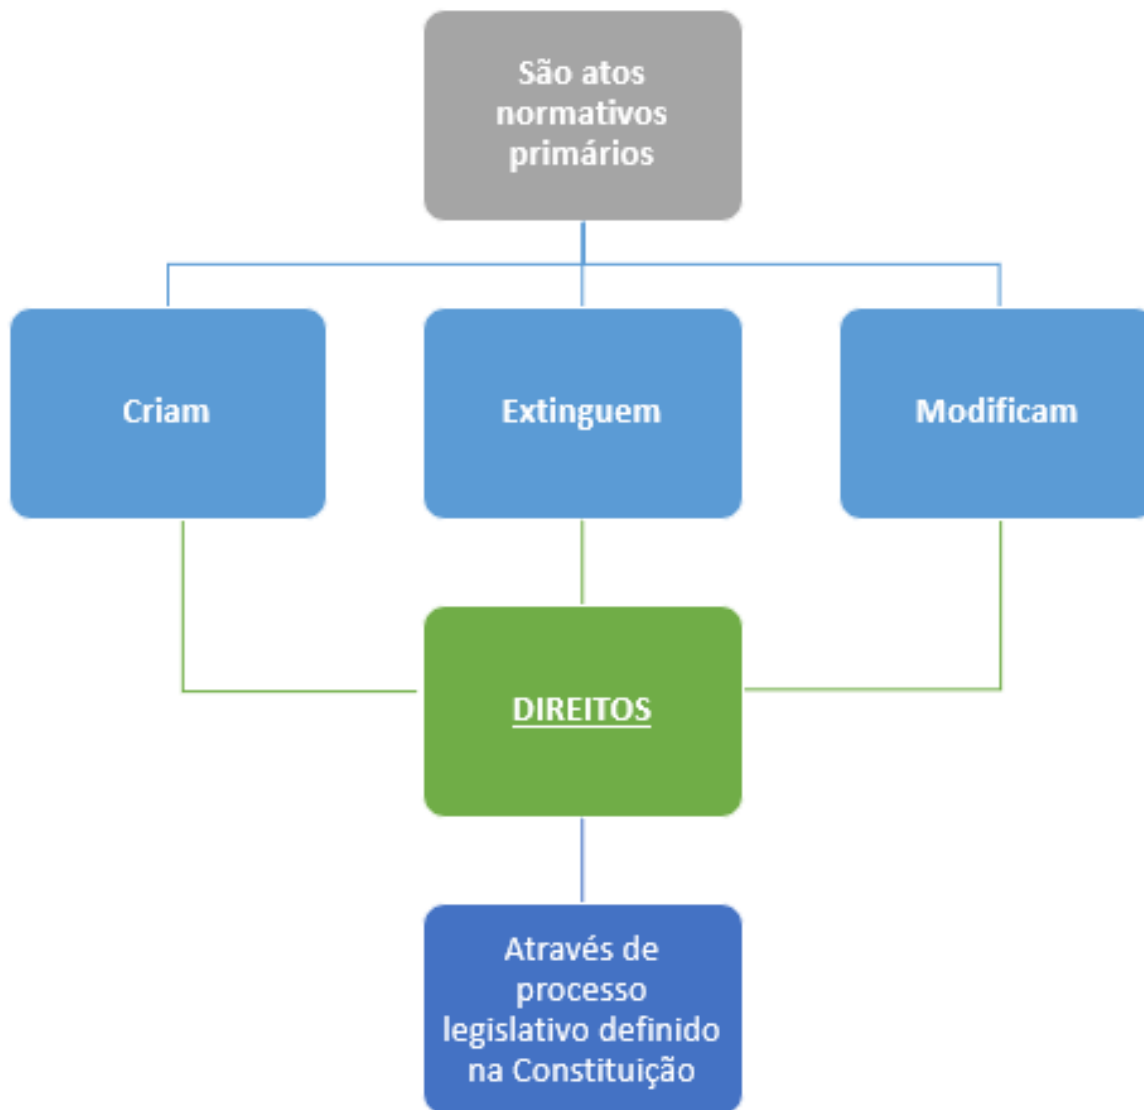 São atos
normativos
primários
Criam
Extinguem
Modificam
DIREITOS
Através de
processo
legislativo definido
na Constituição